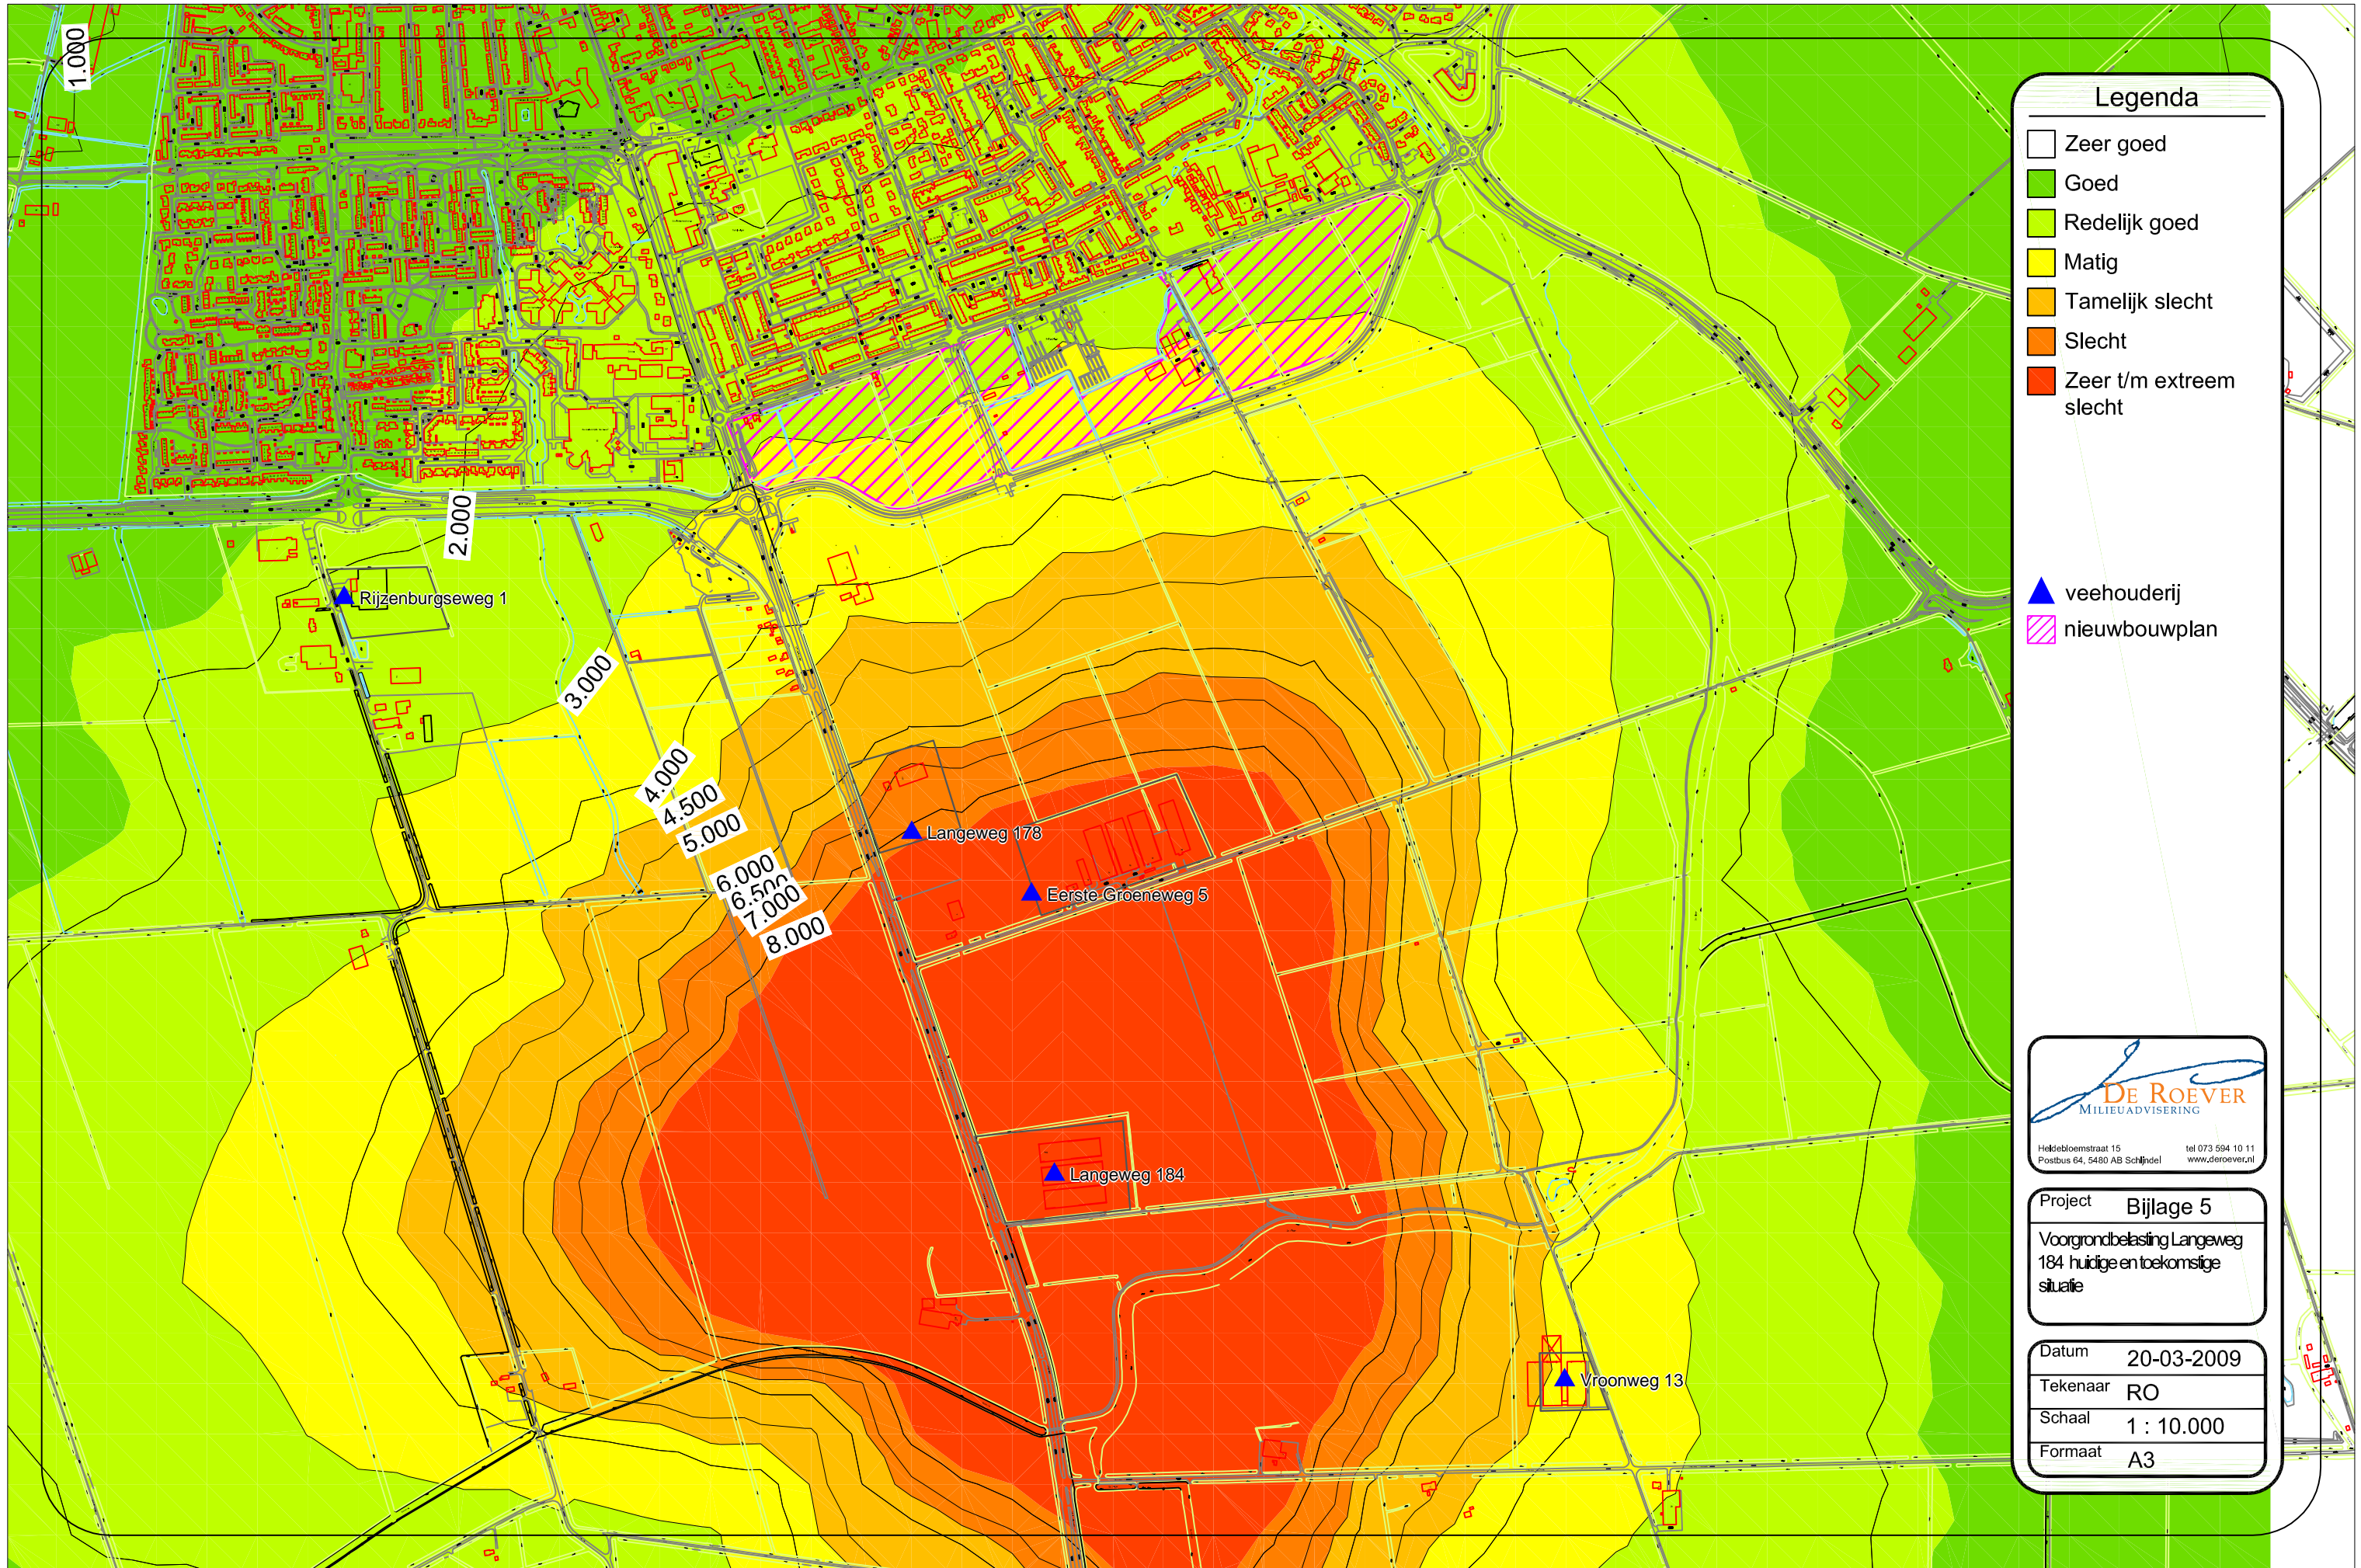 1.000
2.000
3.000
4.000
4.500
5.000
6.000
6.500
7.000
8.000
Rijzenburgseweg 1
Langeweg 178
Eerste Groeneweg 5
Langeweg 184
Vroonweg 13
Legenda
Zeer goed
Goed
Redelijk goed
Matig
Tamelijk slecht
Slecht
Zeer t/m extreem
slecht
veehouderij
nieuwbouwplan
DE ROEVER
MILIEUADVISERING
Heldebloemstraat 15 tel 073 594 10 11
Postbus 64, 5480 AB Schijndel www.deroever.nl
Project Bijlage 5
Voorgrondbelasting Langeweg
184 huidige en toekomstige
situatie
Datum 20-03-2009
Tekenaar RO
Schaal 1 : 10.000
Formaat A3